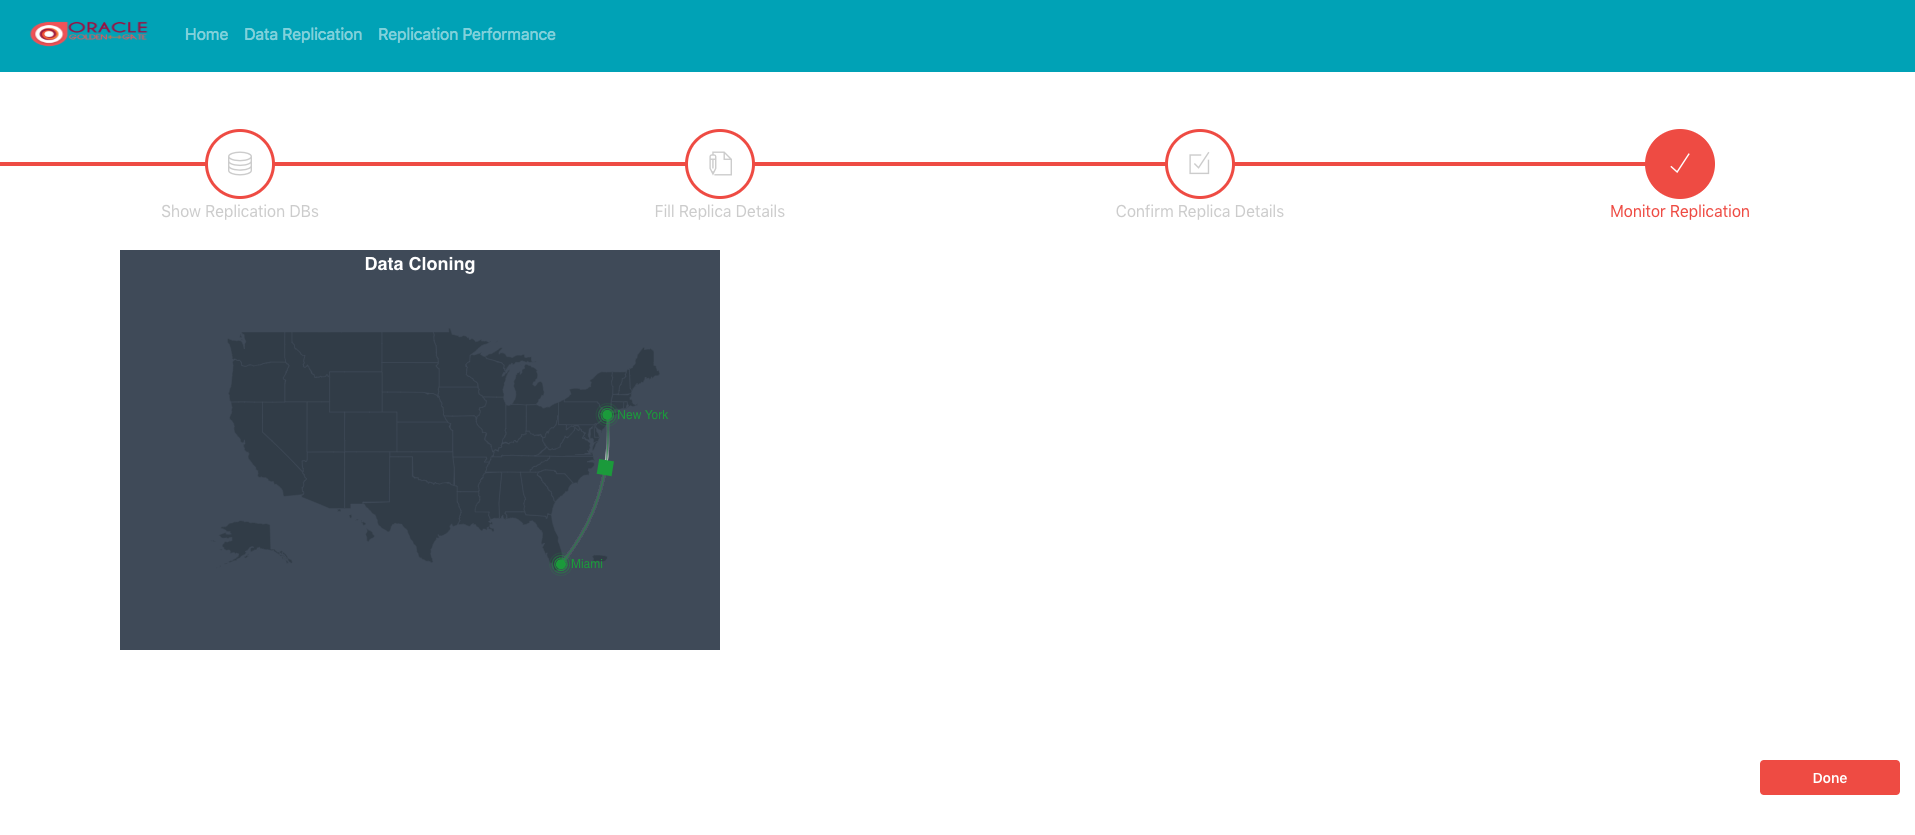 ORACLE
Home Data Replication Replication Performance
Show Replication DBs
Fill Replica Details
Confirm Replica Details
Monitor Replication
Data Cloning
New York
Miami
Done